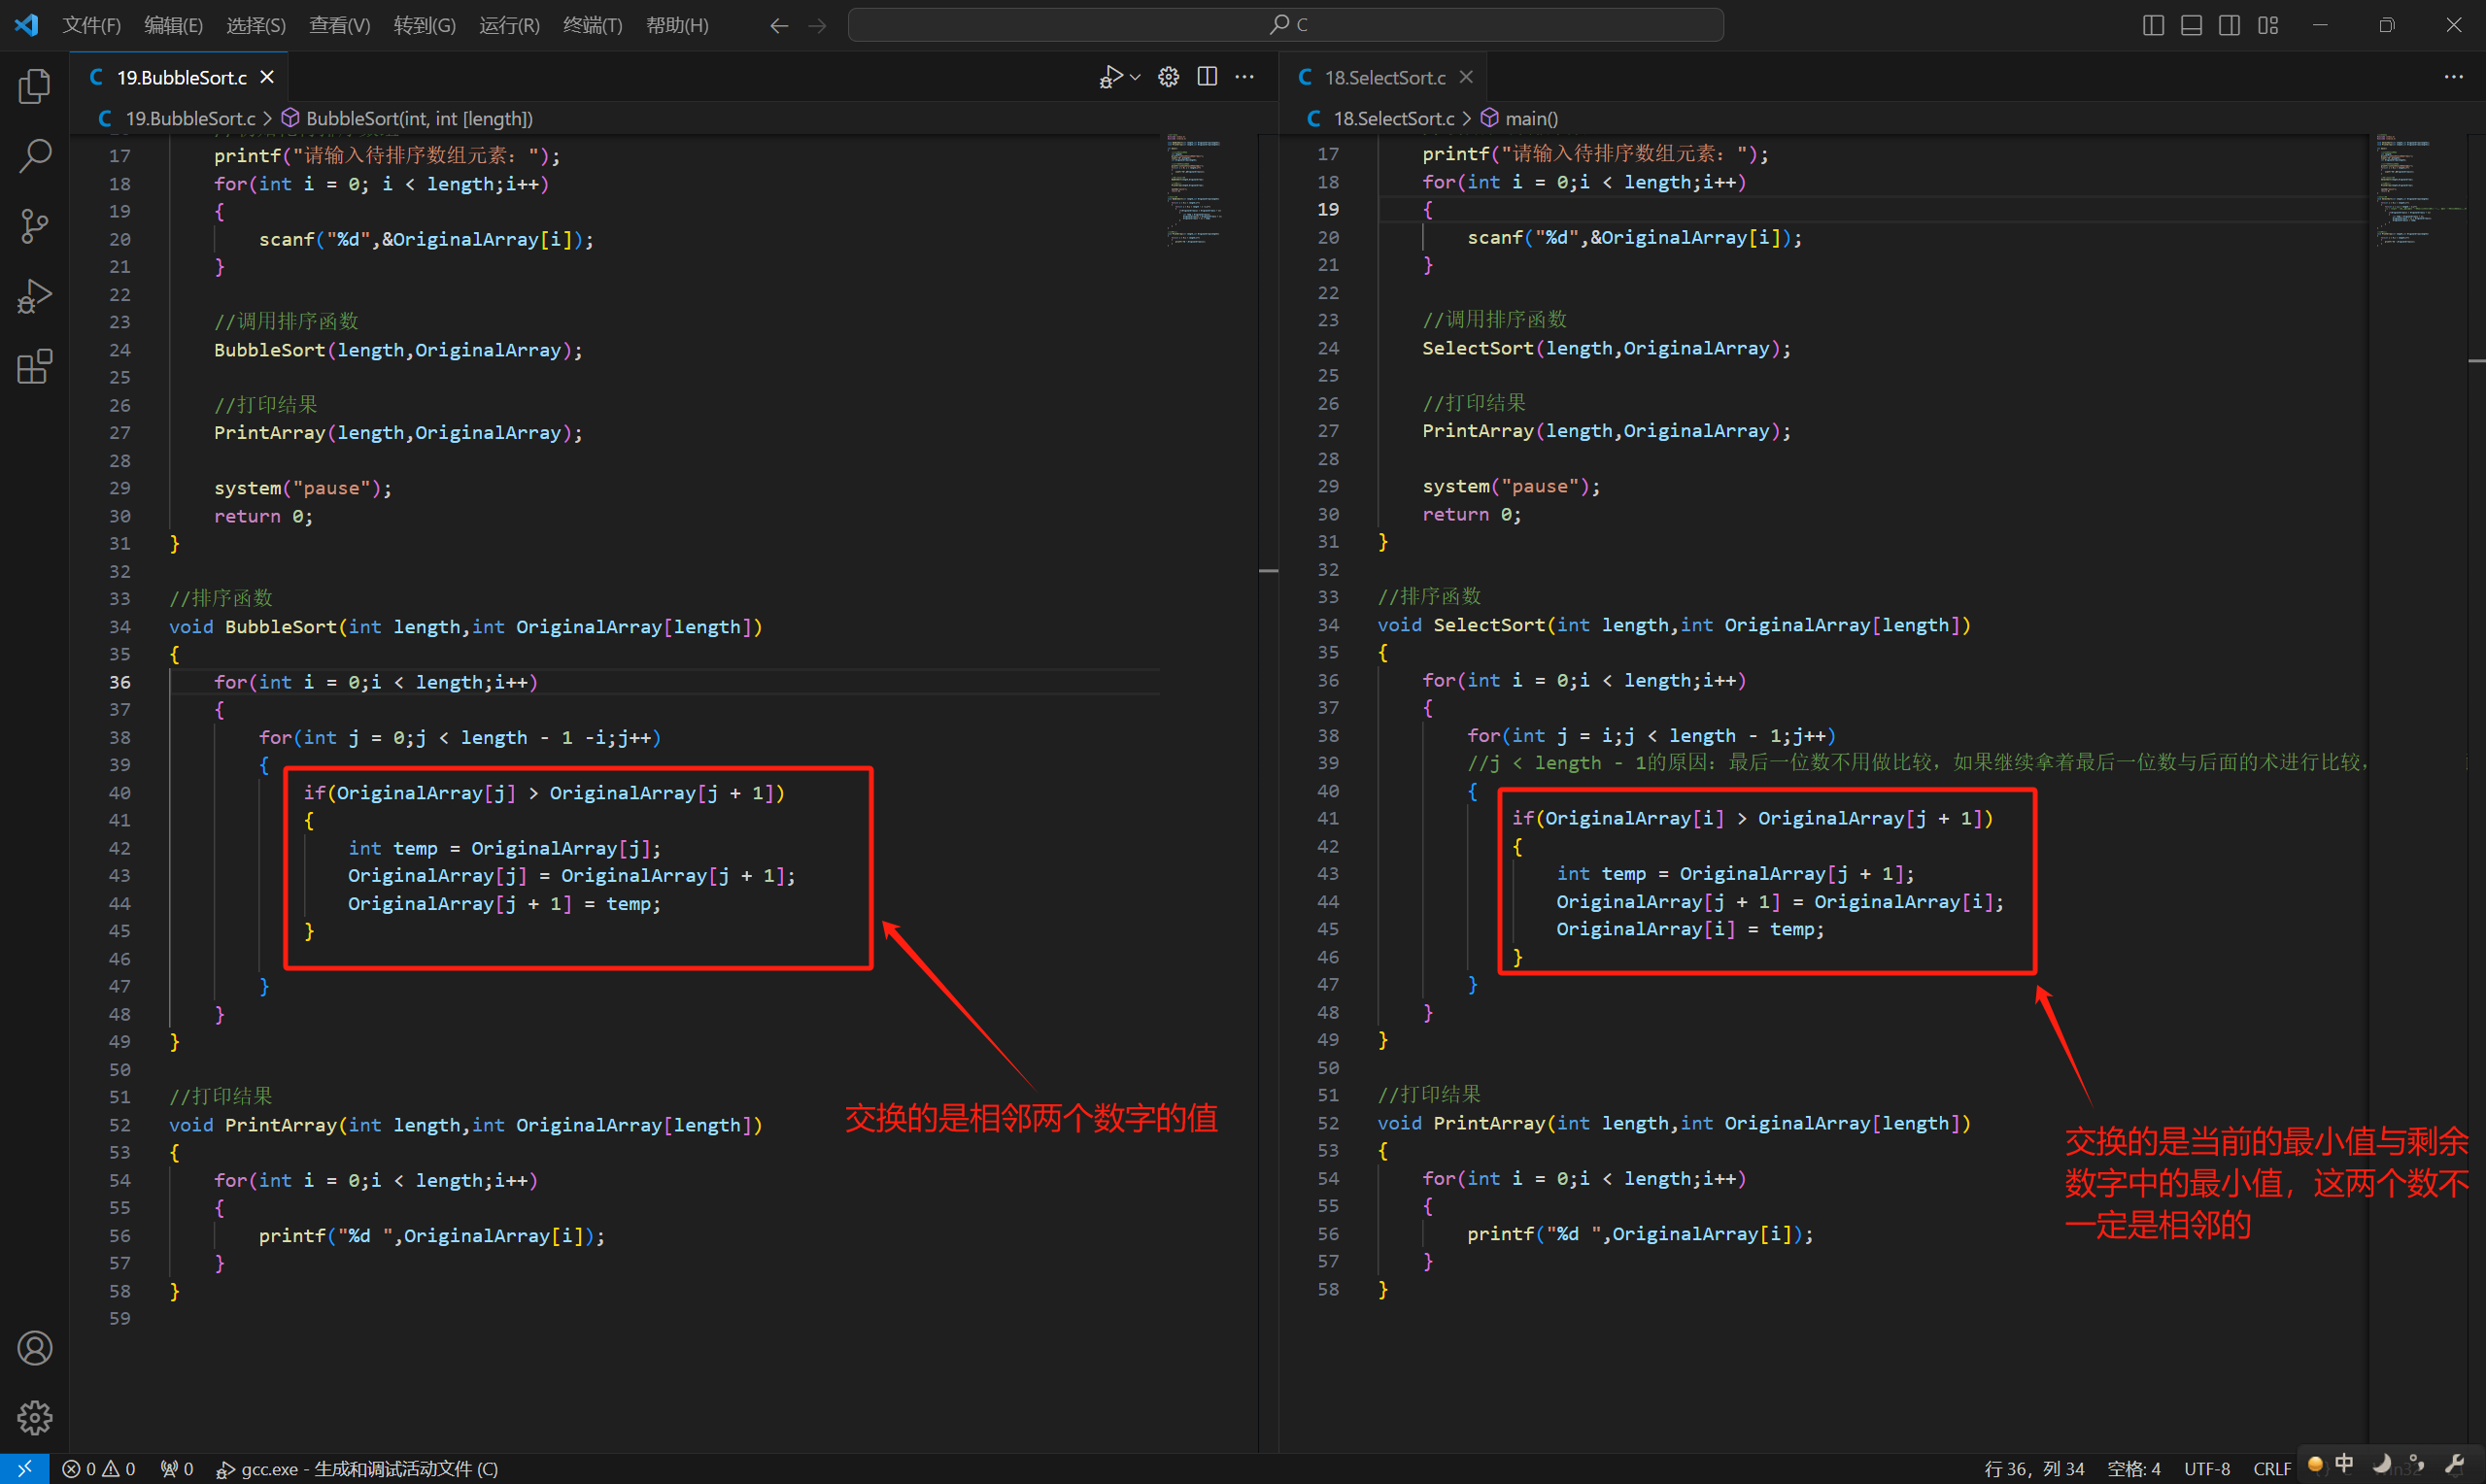 文件(F) 编辑(E) 选择(S) 查看(V) 转到(G) 运行(R) 终端(T) 帮助(H)
C
19.BubbleSort.c
19.BubbleSort.c > BubbleSort(int, int [length])
17 printf("请输入待排序数组元素: ");
18 for(int i = 0; i < length;i++)
19 {
20 scanf("%d",&OriginalArray[i]);
21 }
22
23 //调用排序函数
24 BubbleSort(length,OriginalArray);
25
26 //打印结果
27 PrintArray(length,OriginalArray);
28
29 system("pause");
30 return 0;
31 }
32
33 //排序函数
34 void BubbleSort(int length,int OriginalArray[length])
35 {
36 for(int i = 0;i < length;i++)
37 {
38 for(int j = 0;j < length - 1 -i;j++)
39 {
40 if(OriginalArray[j] > OriginalArray[j + 1])
41 {
42 int temp = OriginalArray[j];
43 OriginalArray[j] = OriginalArray[j + 1];
44 OriginalArray[j + 1] = temp;
45 }
46
47 }
48 }
49 }
50
51 //打印结果
52 void PrintArray(int length,int OriginalArray[length])
53 {
54 for(int i = 0;i < length;i++)
55 {
56 printf("%d ",OriginalArray[i]);
57 }
58 }
59
交换的是相邻两个数字的值
18.SelectSort.c
18.SelectSort.c > main()
17 printf("请输入待排序数组元素: ");
18 for(int i = 0;i < length;i++)
19 {
20 scanf("%d",&OriginalArray[i]);
21 }
22
23 //调用排序函数
24 SelectSort(length,OriginalArray);
25
26 //打印结果
27 PrintArray(length,OriginalArray);
28
29 system("pause");
30 return 0;
31 }
32
33 //排序函数
34 void SelectSort(int length,int OriginalArray[length])
35 {
36 for(int i = 0;i < length;i++)
37 {
38 for(int j = i;j < length - 1;j++)
39 //j < length - 1的原因: 最后一位数不用做比较, 如果继续拿着最后一位数与后面的术进行比较,
40 {
41 if(OriginalArray[i] > OriginalArray[j + 1])
42 {
43 int temp = OriginalArray[j + 1];
44 OriginalArray[j + 1] = OriginalArray[i];
45 OriginalArray[i] = temp;
46 }
47 }
48 }
49 }
50
51 //打印结果
52 void PrintArray(int length,int OriginalArray[length])
53 {
54 for(int i = 0;i < length;i++)
55 {
56 printf("%d ",OriginalArray[i]);
57 }
58 }
交换的是当前的最小值与剩余
数字中的最小值，这两个数不
一定是相邻的
0 0 0 gcc.exe - 生成和调试活动文件 (C)
行 36，列 34 空格: 4 UTF-8 CRLF 中